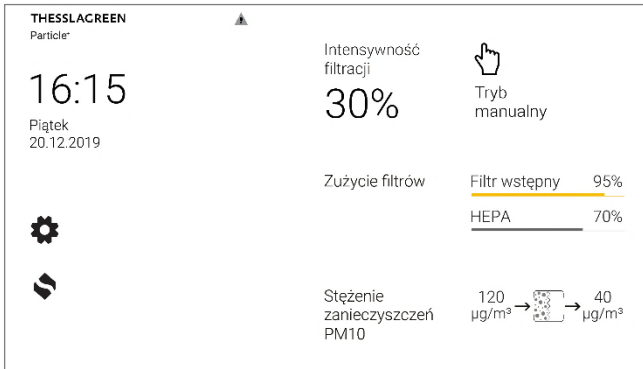 THESSLAGREEN
Particle+
16:15
Piątek
20.12.2019
Intensywność
filtracji
30%
Tryb
manualny
Zużycie filtrów
Filtr wstępny 95%
HEPA 70%
Stężenie
zanieczyszczeń
PM10
120
µg/m³
40
µg/m³